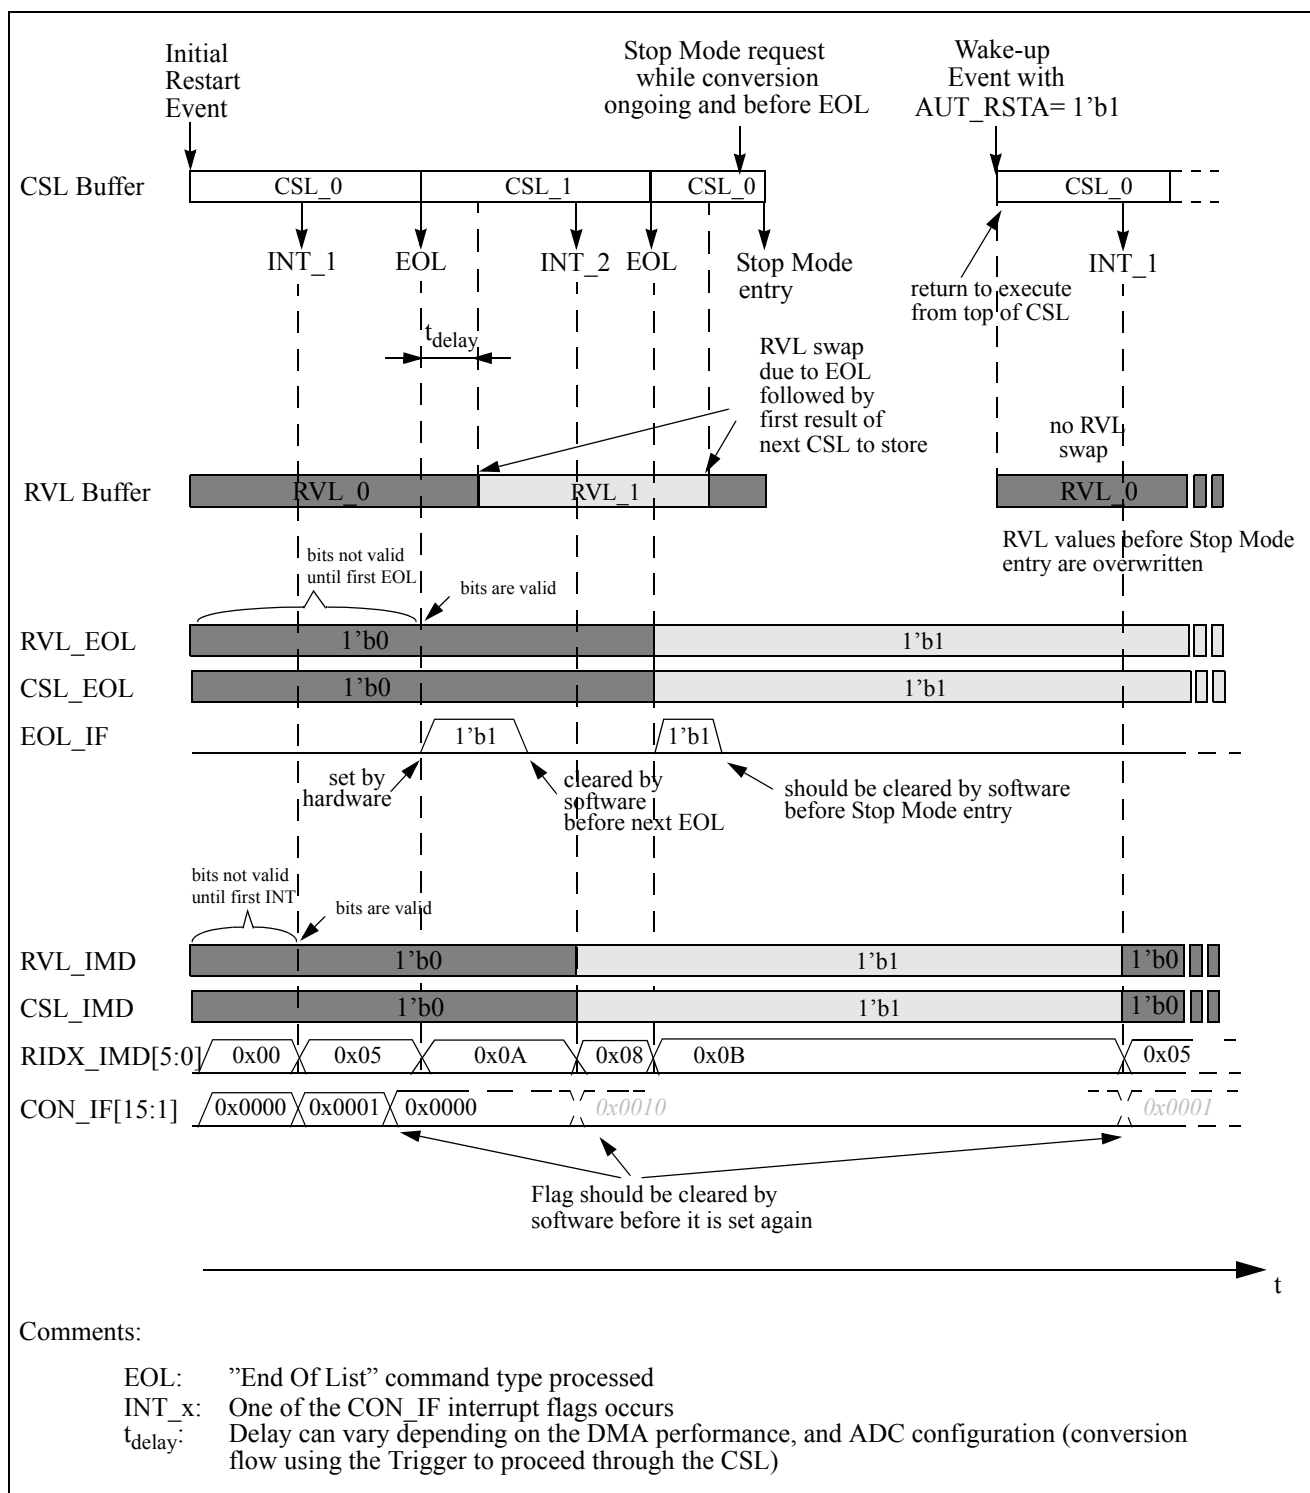 Initial
Restart
Event
Stop Mode request
while conversion
ongoing and before EOL
Wake-up
Event with
AUT_RSTA= 1’b1
CSL Buffer
CSL_0
CSL_1
CSL_0
CSL_0
INT_1
EOL
INT_2
EOL
Stop Mode
entry
INT_1
return to execute
from top of CSL
tdelay
RVL swap
due to EOL
followed by
first result of
next CSL to store
no RVL
swap
RVL Buffer
RVL_0
RVL_1
RVL_0
RVL values before Stop Mode
entry are overwritten
bits not valid
until first EOL
bits are valid
RVL_EOL
1’b0
1’b1
CSL_EOL
1’b0
1’b1
EOL_IF
1’b1
1’b1
set by
hardware
cleared by
software
before next EOL
should be cleared by software
before Stop Mode entry
bits not valid
until first INT
bits are valid
RVL_IMD
1’b0
1’b1
1’b0
CSL_IMD
1’b0
1’b1
1’b0
RIDX_IMD[5:0]
0x00
0x05
0x0A
0x08
0x0B
0x05
CON_IF[15:1]
0x0000
0x0001
0x0000
0x0010
0x0001
Flag should be cleared by
software before it is set again
t
Comments:
EOL: ”End Of List” command type processed
INT_x: One of the CON_IF interrupt flags occurs
tdelay: Delay can vary depending on the DMA performance, and ADC configuration (conversion
flow using the Trigger to proceed through the CSL)